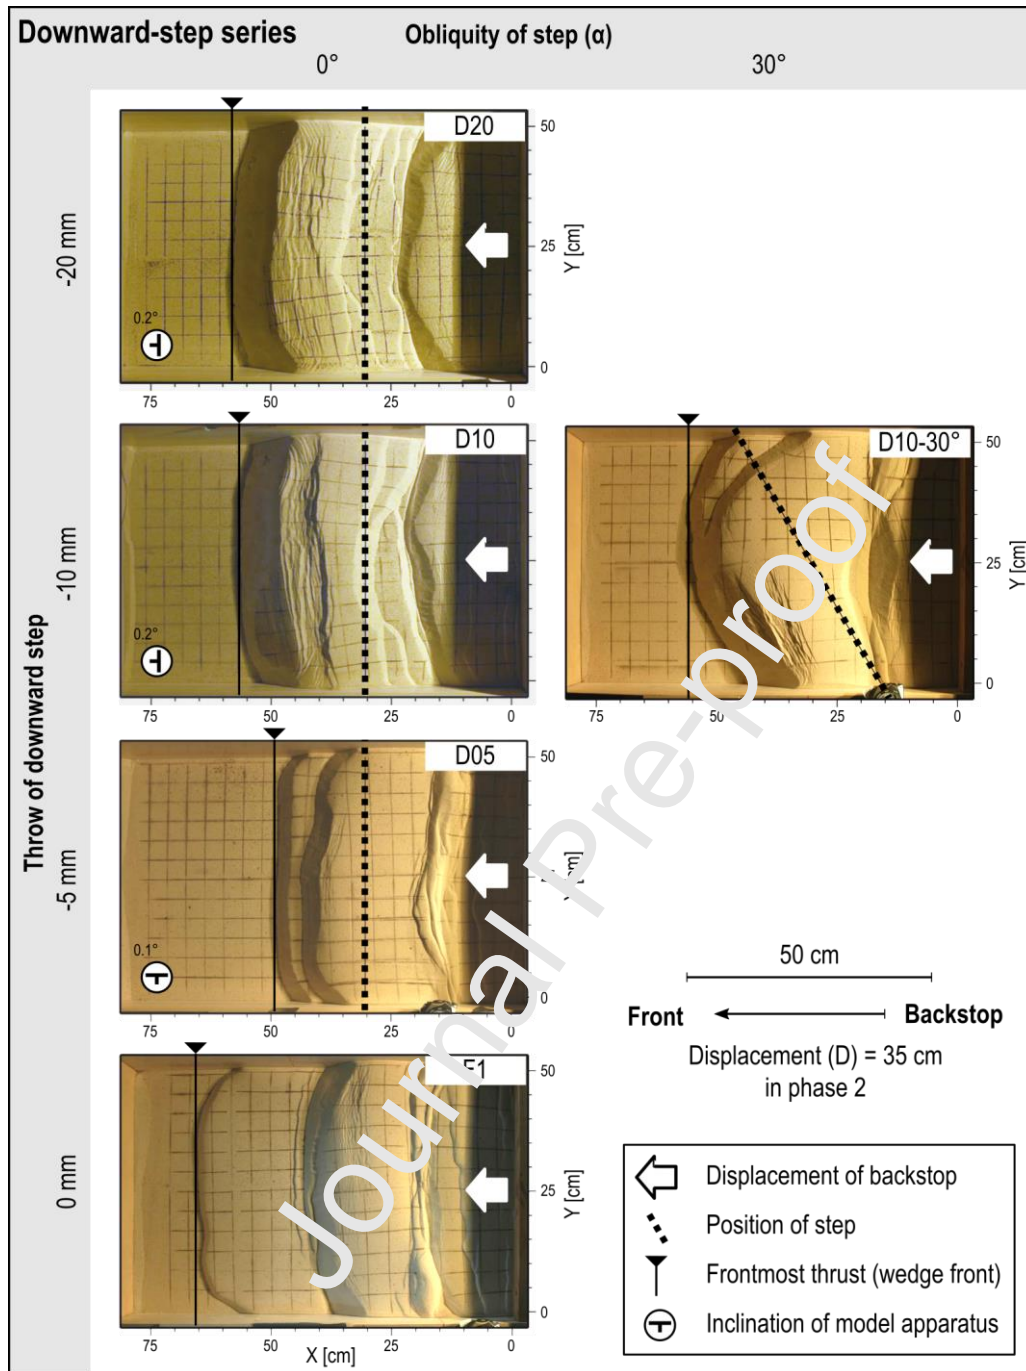 Downward-step series
Obliquity of step (α)
0°
30°
Throw of downward step
-20 mm
D20
50
25
0
Y [cm]
0.2°
75
50
25
0
-10 mm
D10
0.2°
75
50
25
0
D10-30°
50
25
0
Y [cm]
75
50
25
0
-5 mm
D05
50
0
0.1°
75
50
25
0
0 mm
F1
50
25
0
Y [cm]
75
50
25
0
X [cm]
50 cm
Front
Backstop
Displacement (D) = 35 cm
in phase 2
Displacement of backstop
Position of step
Frontmost thrust (wedge front)
Inclination of model apparatus
Journal Pre-proof